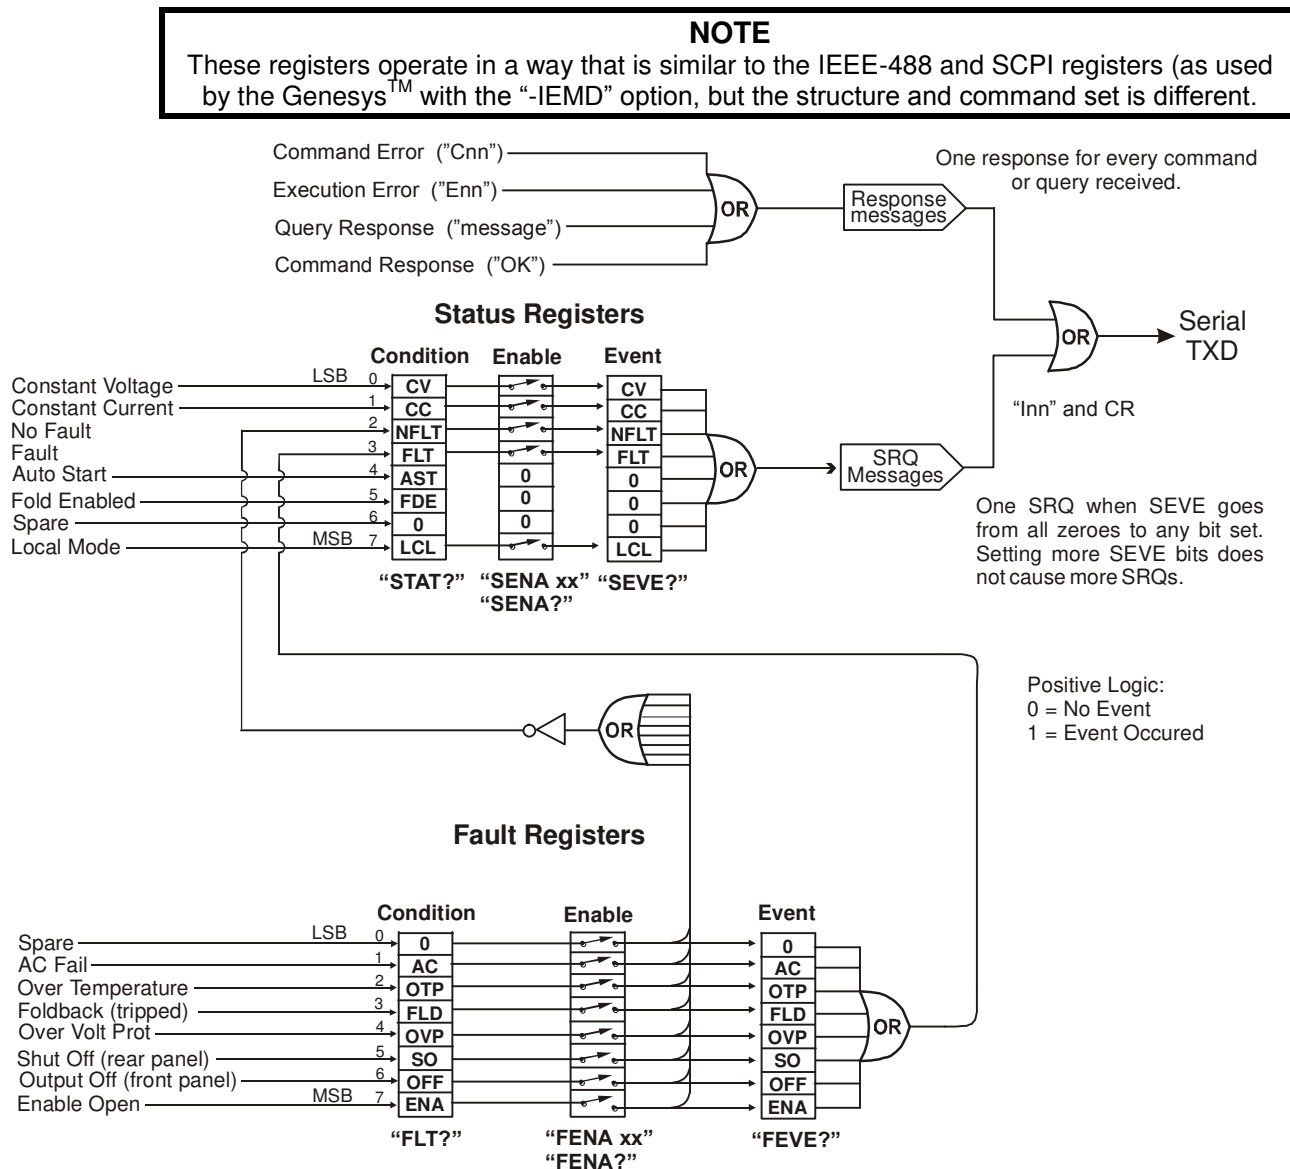 NOTE
These registers operate in a way that is similar to the IEEE-488 and SCPI registers (as used
by the Genesys™ with the “-IEMD” option, but the structure and command set is different.
Command Error ("Cnn")
Execution Error ("Enn")
Query Response ("message")
Command Response ("OK")
OR
Response
messages
One response for every command
or query received.
OR
Serial
TXD
"Inn" and CR
Status Registers
Condition Enable Event
Constant Voltage LSB 0 CV CV
Constant Current 1 CC CC
No Fault 2 NFLT NFLT
Fault 3 FLT FLT
Auto Start 4 AST 0 0
Fold Enabled 5 FDE 0 0
Spare 6 0 0 0
Local Mode MSB 7 LCL LCL
OR
SRQ
Messages
“STAT?” “SENA xx” “SEVE?”
“SENA?”
One SRQ when SEVE goes
from all zeroes to any bit set.
Setting more SEVE bits does
not cause more SRQs.
Positive Logic:
0 = No Event
1 = Event Occured
OR
Fault Registers
Condition Enable Event
Spare LSB 0 0 0
AC Fail 1 AC AC
Over Temperature 2 OTP OTP
Foldback (tripped) 3 FLD FLD
Over Volt Prot 4 OVP OVP
Shut Off (rear panel) 5 SO SO
Output Off (front panel) 6 OFF OFF
Enable Open MSB 7 ENA ENA
OR
“FLT?” “FENA xx” “FEVE?”
“FENA?”